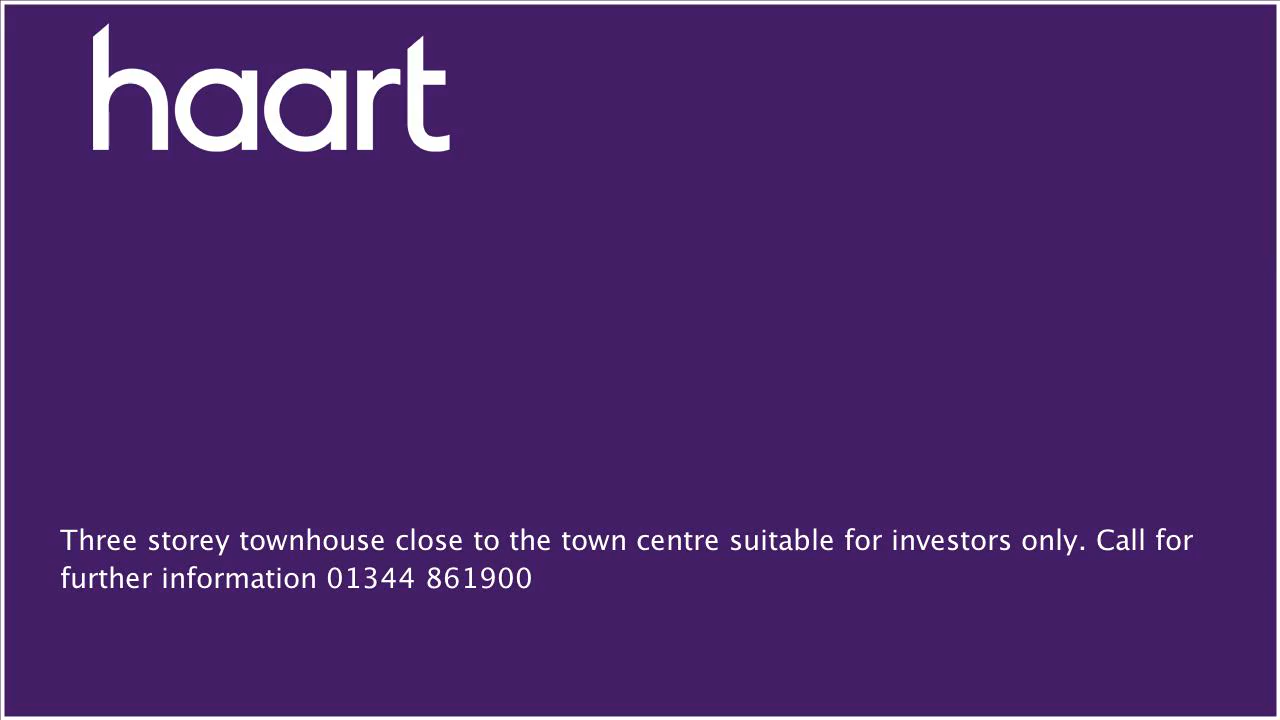 haart
Three storey townhouse close to the town centre suitable for investors only. Call for
further information 01344 861900